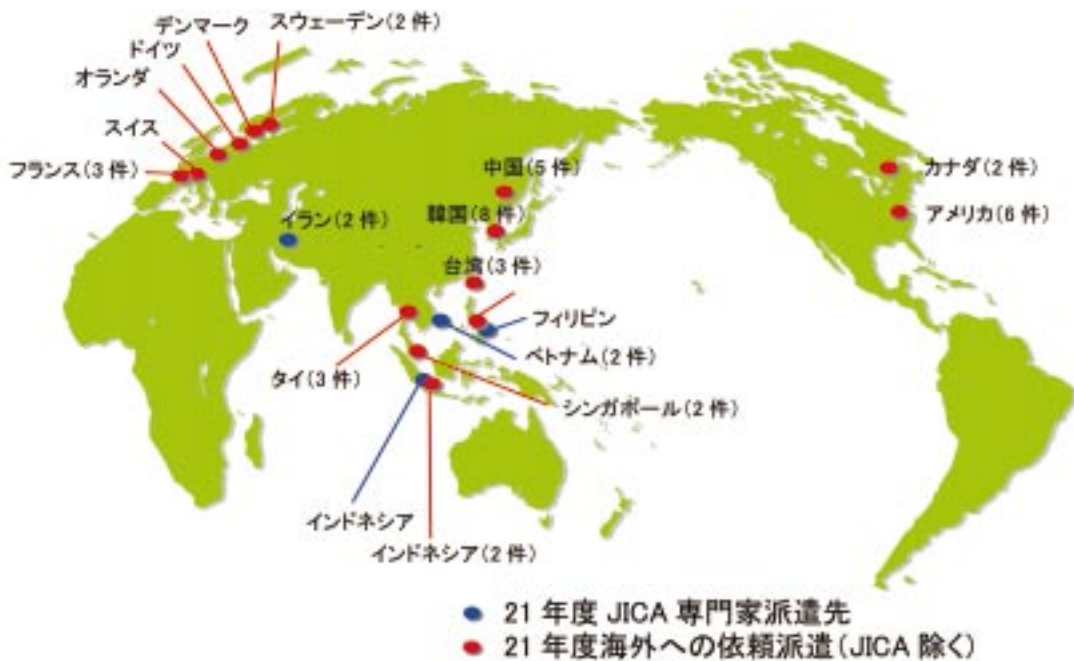 デンマーク
スウェーデン(2 件)
ドイツ
オランダ
スイス
フランス(3 件)
中国(5 件)
カナダ(2 件)
イラン(2 件)
韓国(8 件)
アメリカ(6 件)
台湾(3 件)
フィリピン
ベトナム(2 件)
タイ(3 件)
シンガポール(2 件)
インドネシア
インドネシア(2 件)
21 年度 JICA 専門家派遣先
21 年度海外への依頼派遣(JICA 除く)